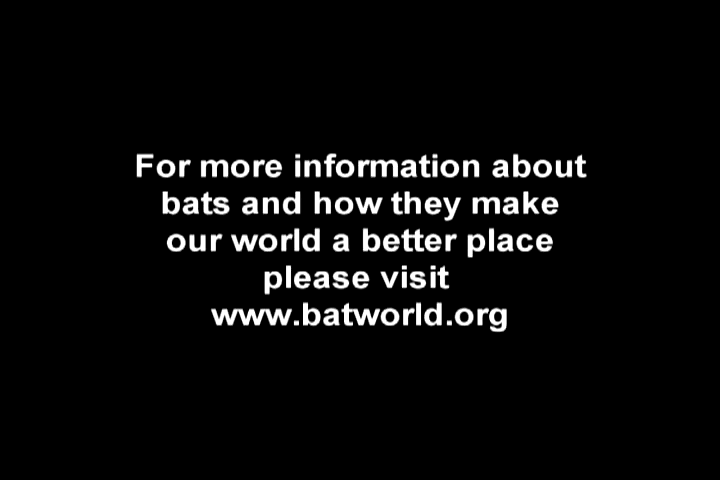 For more information about
bats and how they make
our world a better place
please visit
www.batworld.org